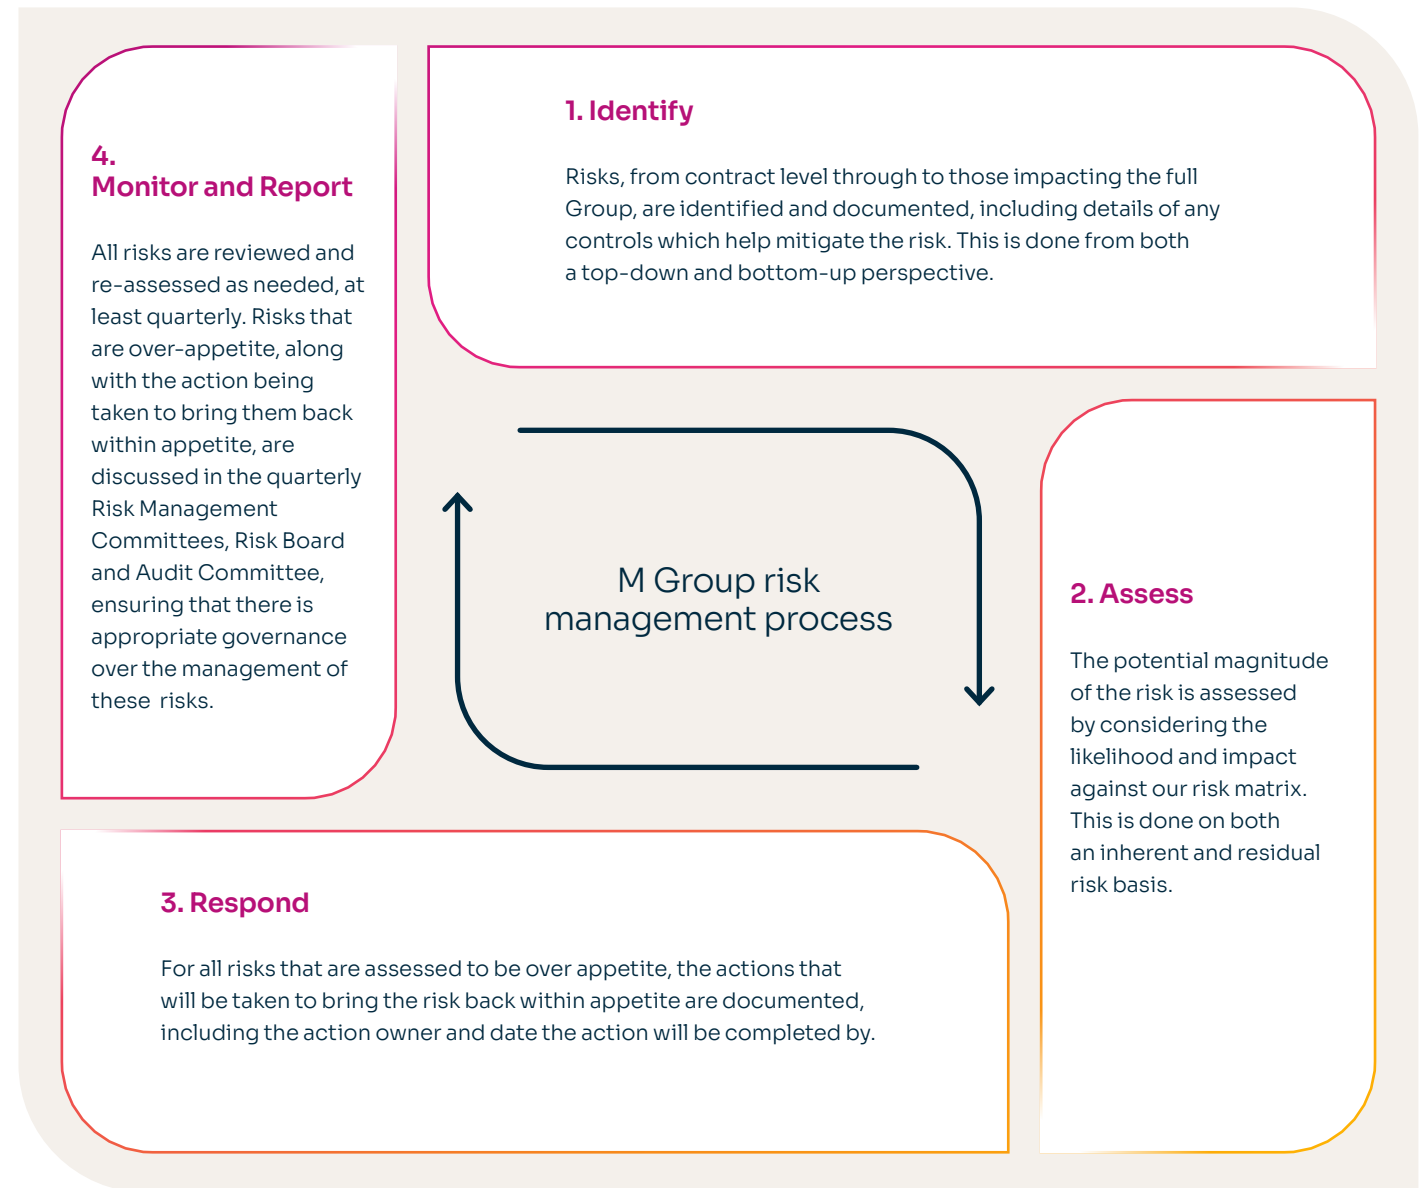 1. Identify
Risks, from contract level through to those impacting the full
Group, are identified and documented, including details of any
controls which help mitigate the risk. This is done from both
a top-down and bottom-up perspective.
2. Assess
The potential magnitude
of the risk is assessed
by considering the
likelihood and impact
against our risk matrix.
This is done on both
an inherent and residual
risk basis.
3. Respond
For all risks that are assessed to be over appetite, the actions that
will be taken to bring the risk back within appetite are documented,
including the action owner and date the action will be completed by.
4.
Monitor and Report
All risks are reviewed and
re-assessed as needed, at
least quarterly. Risks that
are over-appetite, along
with the action being
taken to bring them back
within appetite, are
discussed in the quarterly
Risk Management
Committees, Risk Board
and Audit Committee,
ensuring that there is
appropriate governance
over the management of
these  risks.
M Group risk
management process